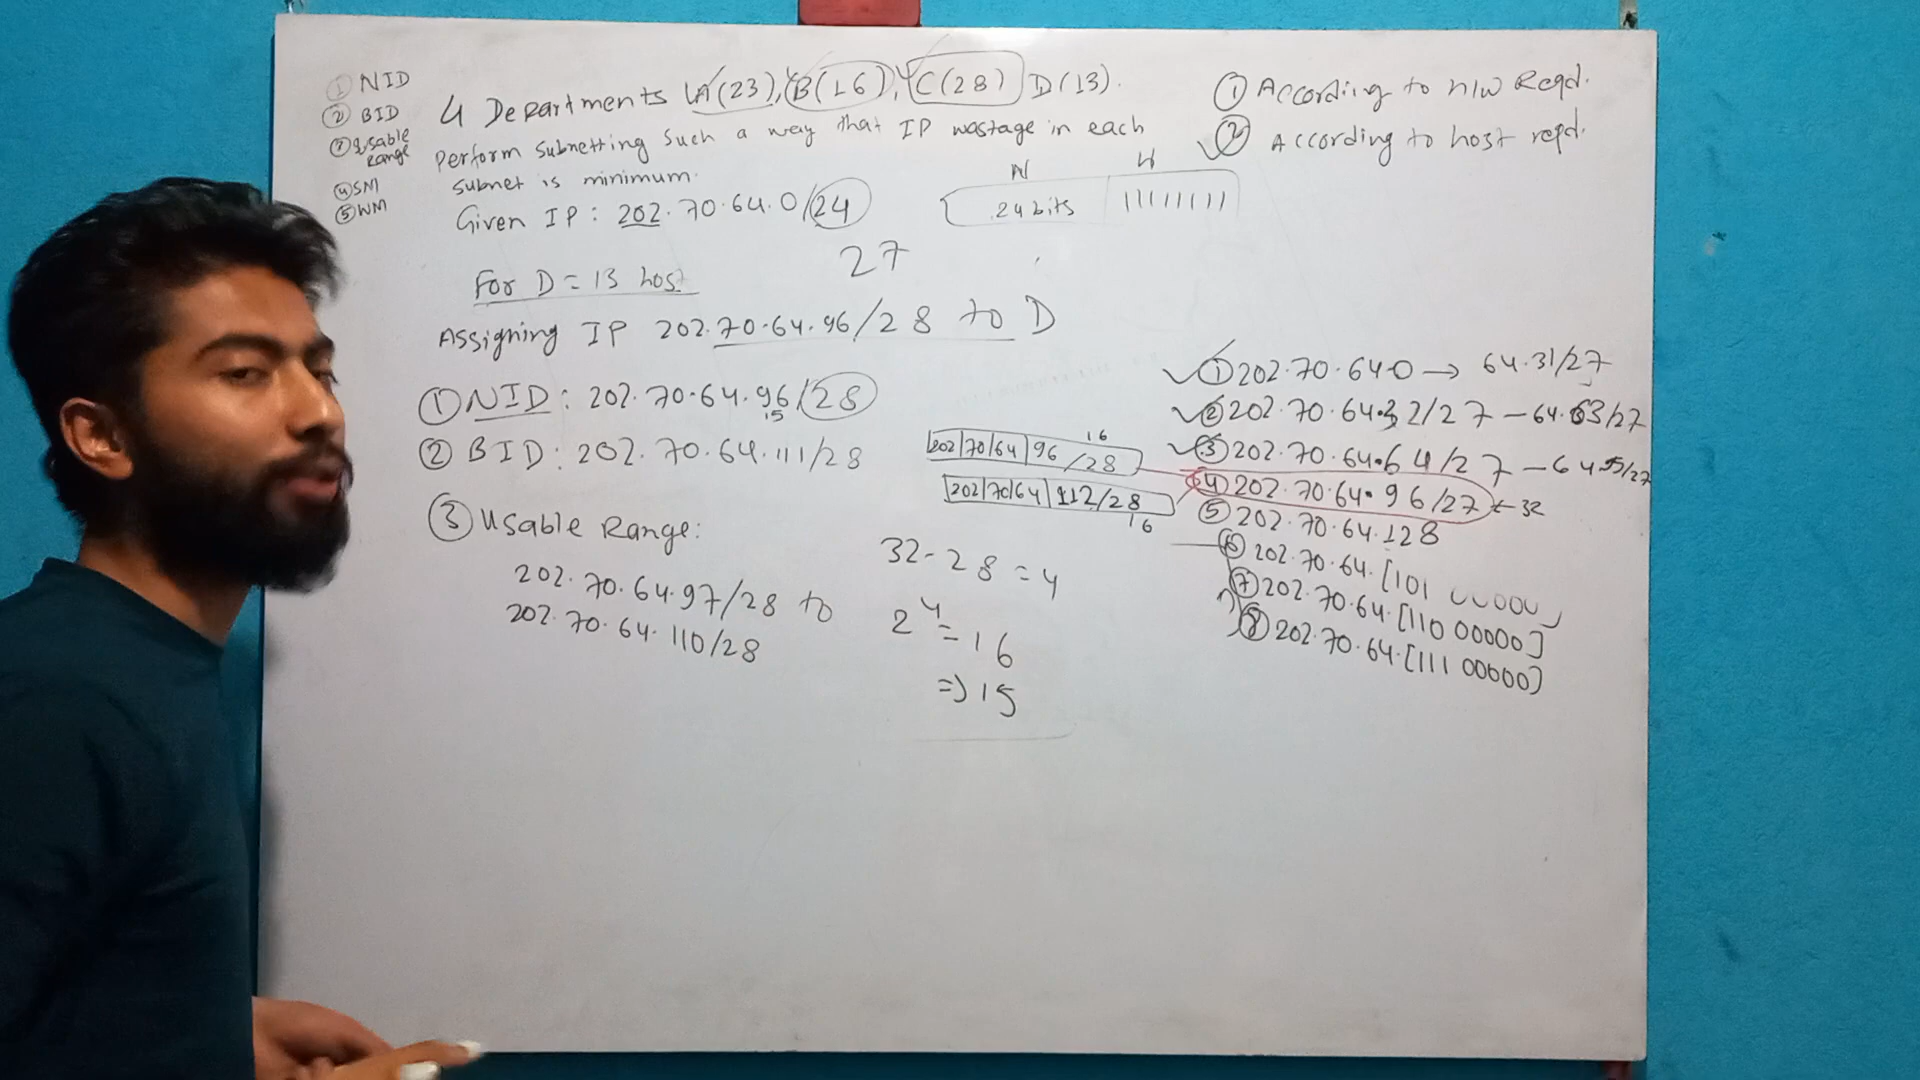 ① NID
② BID
③ Usable Range
④ SM
⑤ WM
4 Departments A(23), B(16), C(28) D(13).
Perform Subnetting Such a way that IP wastage in each
Subnet is minimum.
Given IP : 202.70.64.0/24
N H
24 bits 11111111
① According to n/w Reqd.
② According to host reqd.
27
For D = 13 host
Assigning IP 202.70.64.96/28 to D
① NID : 202.70.64.96/28
15
② BID : 202.70.64.111/28
③ Usable Range:
202.70.64.97/28 to
202.70.64.110/28
16
202|70|64|96/28
202|70|64|112/28
16
32-28=4
2^4=16
=) 15
① 202.70.64.0 → 64.31/27
② 202.70.64.32/27 - 64.63/27
③ 202.70.64.64/27 - 64.95/27
④ 202.70.64.96/27 ← 32
⑤ 202.70.64.128
⑥ 202.70.64.[101 00000]
⑦ 202.70.64.[110 00000]
⑧ 202.70.64.[111 00000]